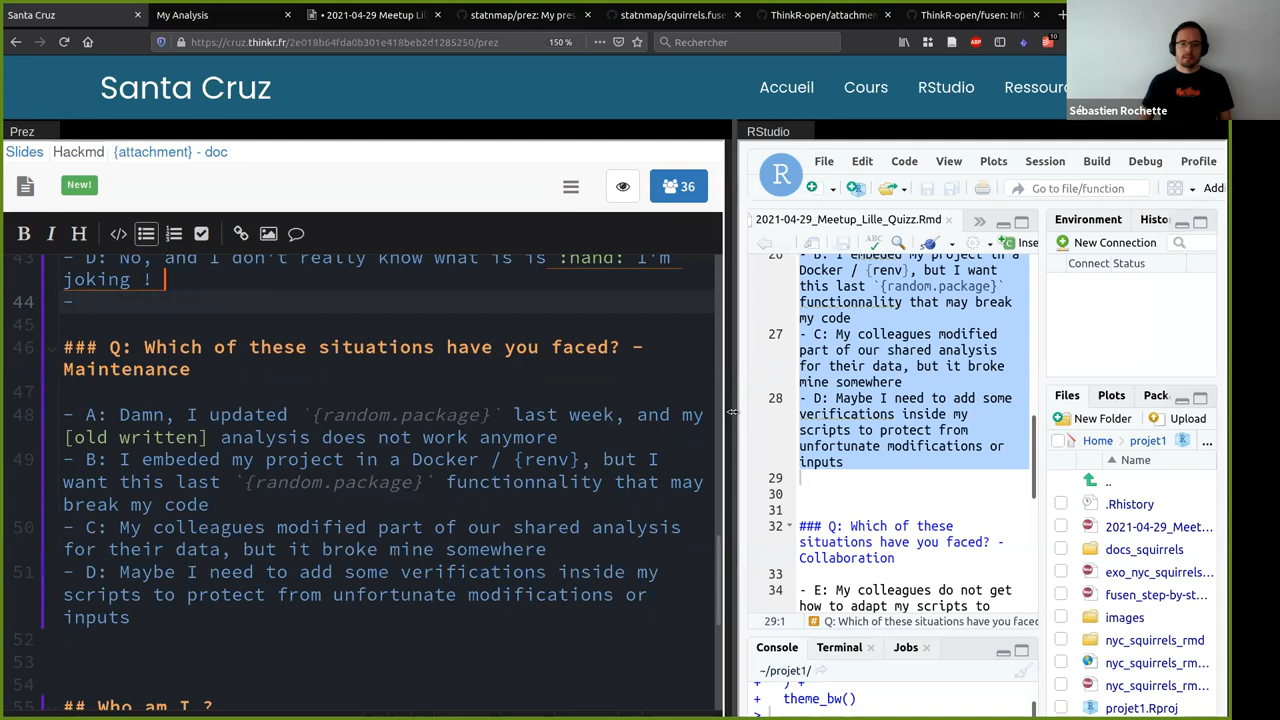 Santa Cruz
My Analysis
• 2021-04-29 Meetup Lil
statnmap/prez: My pres
statnmap/squirrels.fuse
ThinkR-open/attachment
ThinkR-open/fusen: Infl
https://cruz.thinkr.fr/2e018b64fda0b301e418beb2d1285250/prez
150 %
Rechercher
ABP
10
Santa Cruz
Accueil
Cours
RStudio
Ressour
Sébastien Rochette
Prez
Slides Hackmd {attachment} - doc
New!
36
B I H
43
- D: No, and I don't really know what is is :hand: I'm
joking !
44 -
45
46 ### Q: Which of these situations have you faced? -
Maintenance
47
48 - A: Damn, I updated `{random.package}` last week, and my
[old written] analysis does not work anymore
49 - B: I embeded my project in a Docker / {renv}, but I
want this last `{random.package}` functionnality that may
break my code
50 - C: My colleagues modified part of our shared analysis
for their data, but it broke mine somewhere
51 - D: Maybe I need to add some verifications inside my
scripts to protect from unfortunate modifications or
inputs
52
53
54
55 ## Who am I ?
RStudio
R
File Edit Code View Plots Session Build Debug Profile
Go to file/function
Add
2021-04-29_Meetup_Lille_Quizz.Rmd
ABC
Inse
26 - B: I embeded my project in a
Docker / {renv}, but I want
this last `{random.package}`
functionnality that may break
my code
27 - C: My colleagues modified
part of our shared analysis
for their data, but it broke
mine somewhere
28 - D: Maybe I need to add some
verifications inside my
scripts to protect from
unfortunate modifications or
inputs
29
30
31
32 ### Q: Which of these
situations have you faced? -
Collaboration
33
34 - E: My colleagues do not get
how to adapt my scripts to
29:1 # Q: Which of these situations have you faced
Console Terminal Jobs
~/projet1/
+ ) +
+ theme_bw()
>
Environment Histo
New Connection
Connect Status
Files Plots Pack
New Folder Upload
Home projet1 R ...
Name
..
.Rhistory
2021-04-29_Meet...
docs_squirrels
exo_nyc_squirrels...
fusen_step-by-st...
images
nyc_squirrels_rmd
nyc_squirrels_rm...
nyc_squirrels_rm...
projet1.Rproj